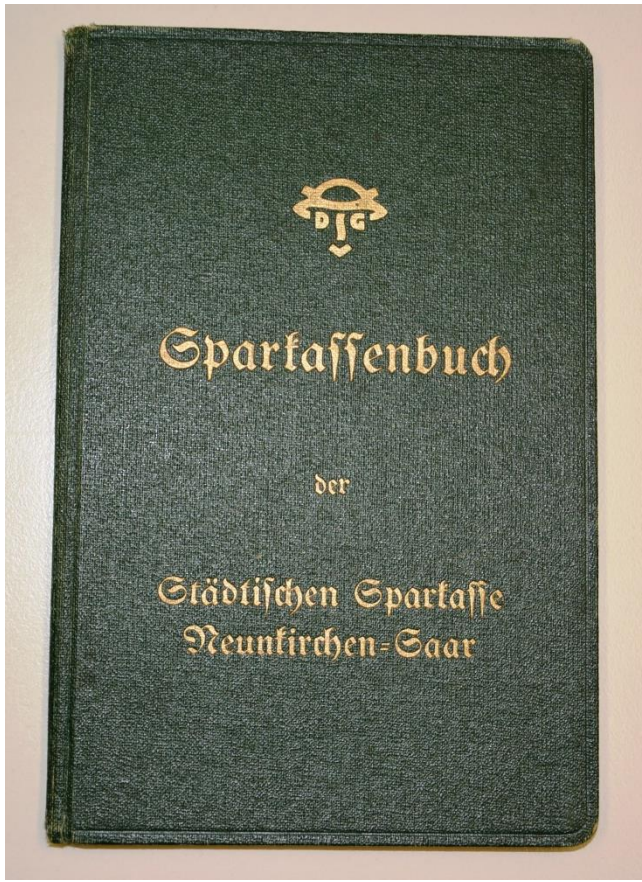 DSG
Sparkaſſenbuch
der
Städtiſchen Sparkaſſe
Neunkirchen=Saar